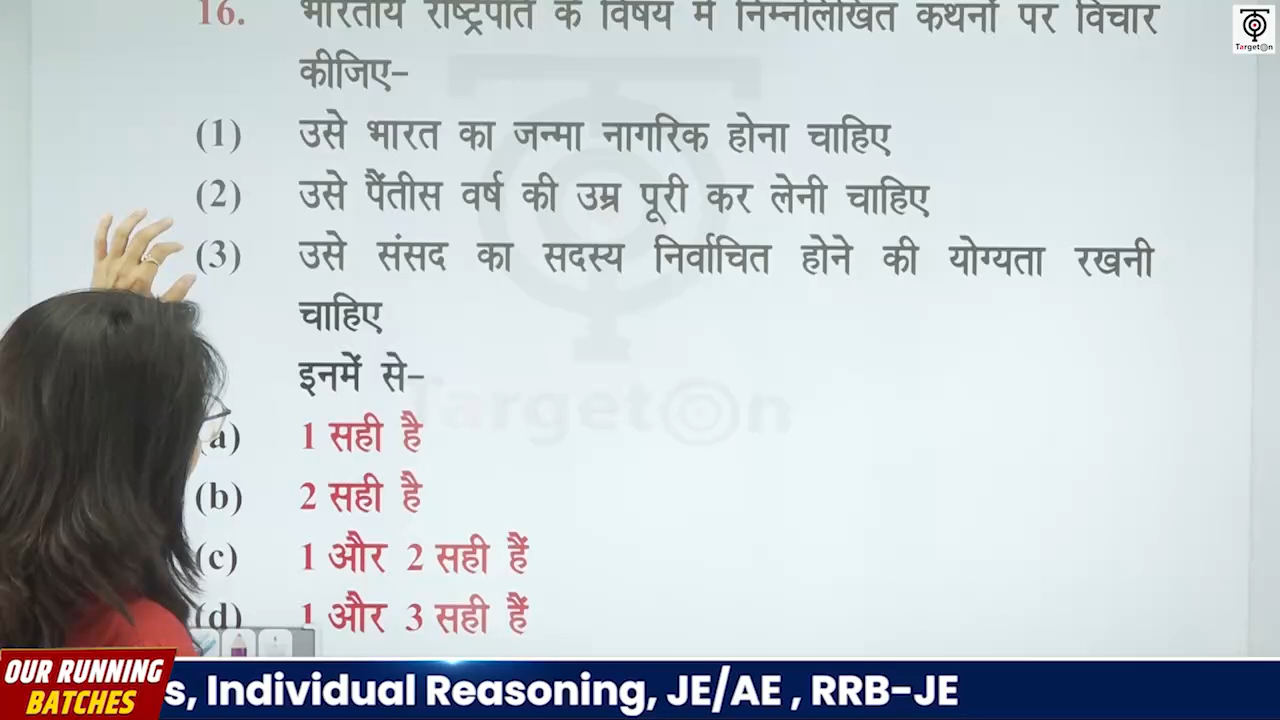 16. भारतीय राष्ट्रपति के विषय में निम्नलिखित कथनों पर विचार
कीजिए-
(1) उसे भारत का जन्मा नागरिक होना चाहिए
(2) उसे पैंतीस वर्ष की उम्र पूरी कर लेनी चाहिए
(3) उसे संसद का सदस्य निर्वाचित होने की योग्यता रखनी
चाहिए
इनमें से-
(a) 1 सही है
(b) 2 सही है
(c) 1 और 2 सही हैं
(d) 1 और 3 सही हैं
TargetOn
TargetOn
OUR RUNNING
BATCHES
s, Individual Reasoning, JE/AE , RRB-JE